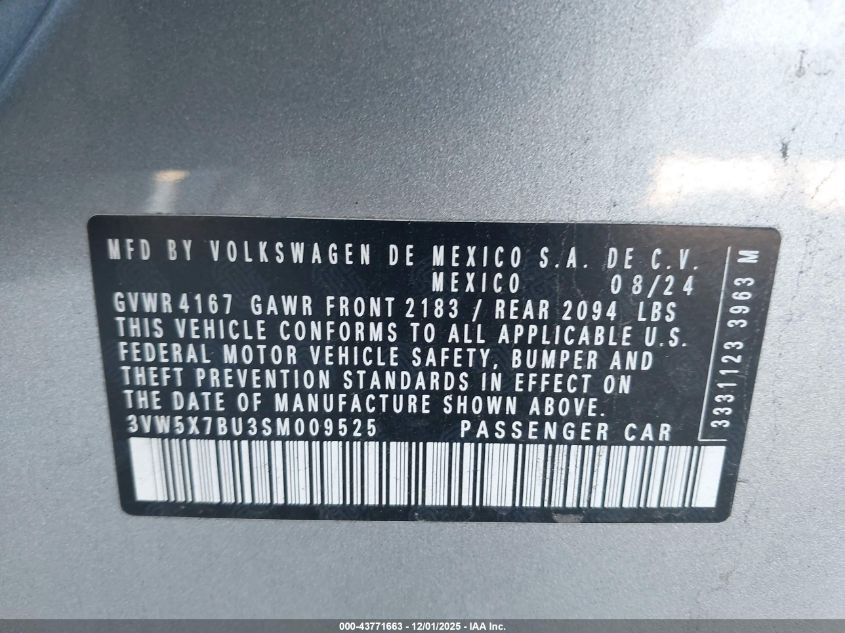 MFD BY VOLKSWAGEN DE MEXICO S.A. DE C.V.
MEXICO 08/24
GVWR 4167 GAWR FRONT 2183 / REAR 2094 LBS
THIS VEHICLE CONFORMS TO ALL APPLICABLE U.S.
FEDERAL MOTOR VEHICLE SAFETY, BUMPER AND
THEFT PREVENTION STANDARDS IN EFFECT ON
THE DATE OF MANUFACTURE SHOWN ABOVE.
3VW5X7BU3SM009525 PASSENGER CAR
3331123 3963 M
000-43771663 - 12/01/2025 - IAA Inc.